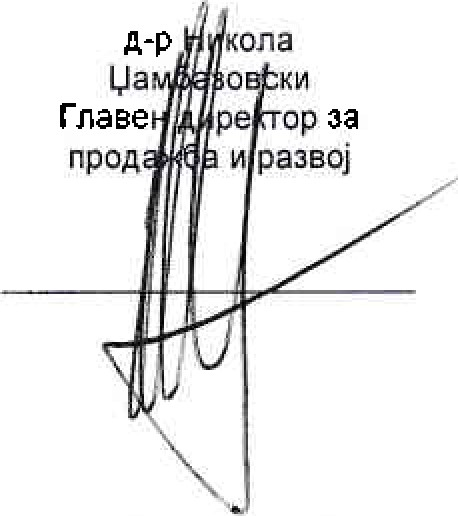 д-р Никола
Џамбазовски
Главен директор за
продажба и развој